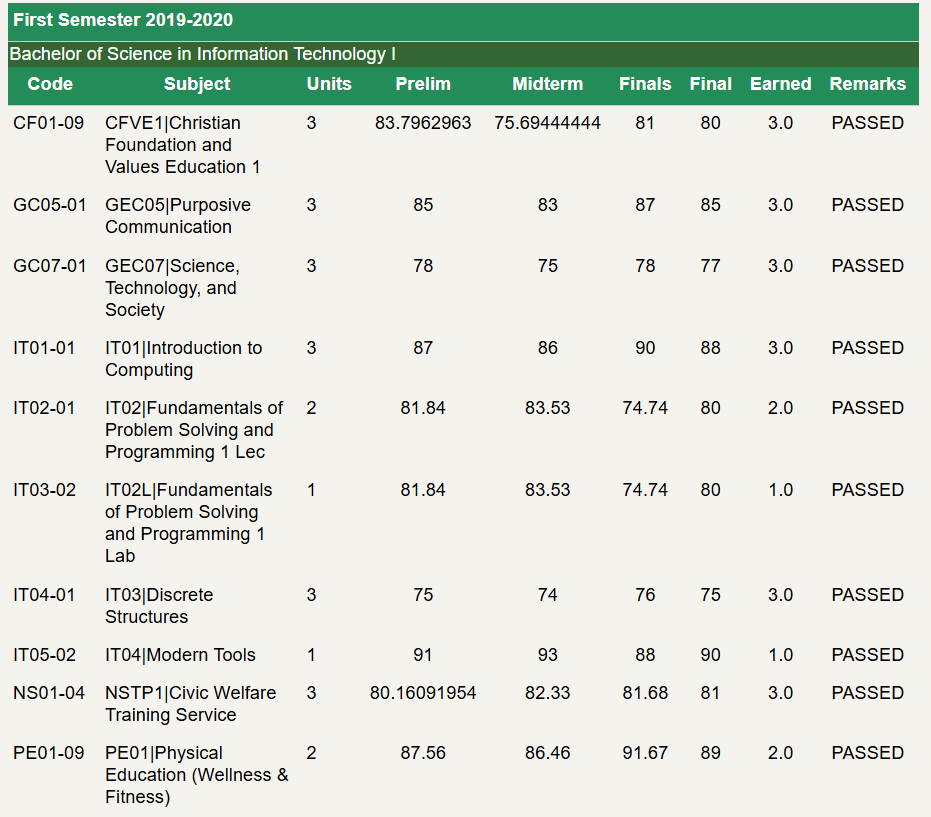 First Semester 2019-2020
Bachelor of Science in Information Technology I
Code Subject Units Prelim Midterm Finals Final Earned Remarks
CF01-09 CFVE1|Christian 3 83.7962963 75.69444444 81 80 3.0 PASSED
Foundation and
Values Education 1
GC05-01 GEC05|Purposive 3 85 83 87 85 3.0 PASSED
Communication
GC07-01 GEC07|Science, 3 78 75 78 77 3.0 PASSED
Technology, and
Society
IT01-01 IT01|Introduction to 3 87 86 90 88 3.0 PASSED
Computing
IT02-01 IT02|Fundamentals of 2 81.84 83.53 74.74 80 2.0 PASSED
Problem Solving and
Programming 1 Lec
IT03-02 IT02L|Fundamentals 1 81.84 83.53 74.74 80 1.0 PASSED
of Problem Solving
and Programming 1
Lab
IT04-01 IT03|Discrete 3 75 74 76 75 3.0 PASSED
Structures
IT05-02 IT04|Modern Tools 1 91 93 88 90 1.0 PASSED
NS01-04 NSTP1|Civic Welfare 3 80.16091954 82.33 81.68 81 3.0 PASSED
Training Service
PE01-09 PE01|Physical 2 87.56 86.46 91.67 89 2.0 PASSED
Education (Wellness &
Fitness)